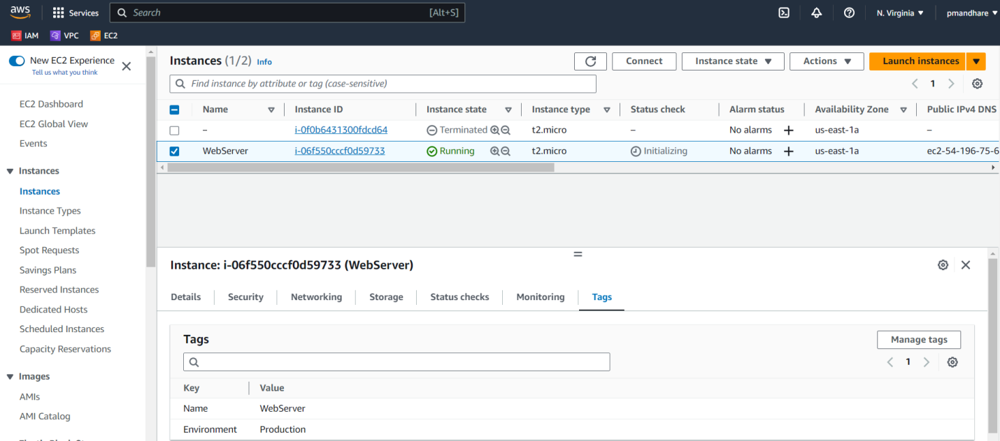 aws Services Search [Alt+S] N. Virginia pmandhare
IAM VPC EC2
New EC2 Experience
Tell us what you think
EC2 Dashboard
EC2 Global View
Events
Instances
Instances
Instance Types
Launch Templates
Spot Requests
Savings Plans
Reserved Instances
Dedicated Hosts
Scheduled Instances
Capacity Reservations
Images
AMIs
AMI Catalog
Instances (1/2) Info Connect Instance state Actions Launch instances
Find instance by attribute or tag (case-sensitive) 1
Name Instance ID Instance state Instance type Status check Alarm status Availability Zone Public IPv4 DNS
– i-0f0b6431300fdcd64 Terminated t2.micro – No alarms + us-east-1a –
WebServer i-06f550cccf0d59733 Running t2.micro Initializing No alarms + us-east-1a ec2-54-196-75-6
Instance: i-06f550cccf0d59733 (WebServer)
Details Security Networking Storage Status checks Monitoring Tags
Tags Manage tags
1
Key Value
Name WebServer
Environment Production